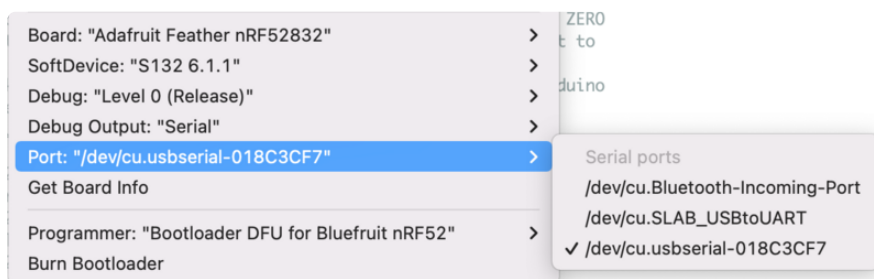 ZERO
Board: "Adafruit Feather nRF52832"
t to
SoftDevice: "S132 6.1.1"
duino
Debug: "Level 0 (Release)"
Debug Output: "Serial"
Port: "/dev/cu.usbserial-018C3CF7"
Get Board Info
Programmer: "Bootloader DFU for Bluefruit nRF52"
Burn Bootloader
Serial ports
/dev/cu.Bluetooth-Incoming-Port
/dev/cu.SLAB_USBtoUART
✓ /dev/cu.usbserial-018C3CF7